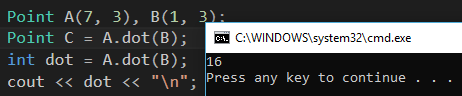 Point A(7, 3), B(1, 3);
Point C = A.dot(B);
int dot = A.dot(B);
cout << dot << "\n";
C:\WINDOWS\system32\cmd.exe
16
Press any key to continue . . .